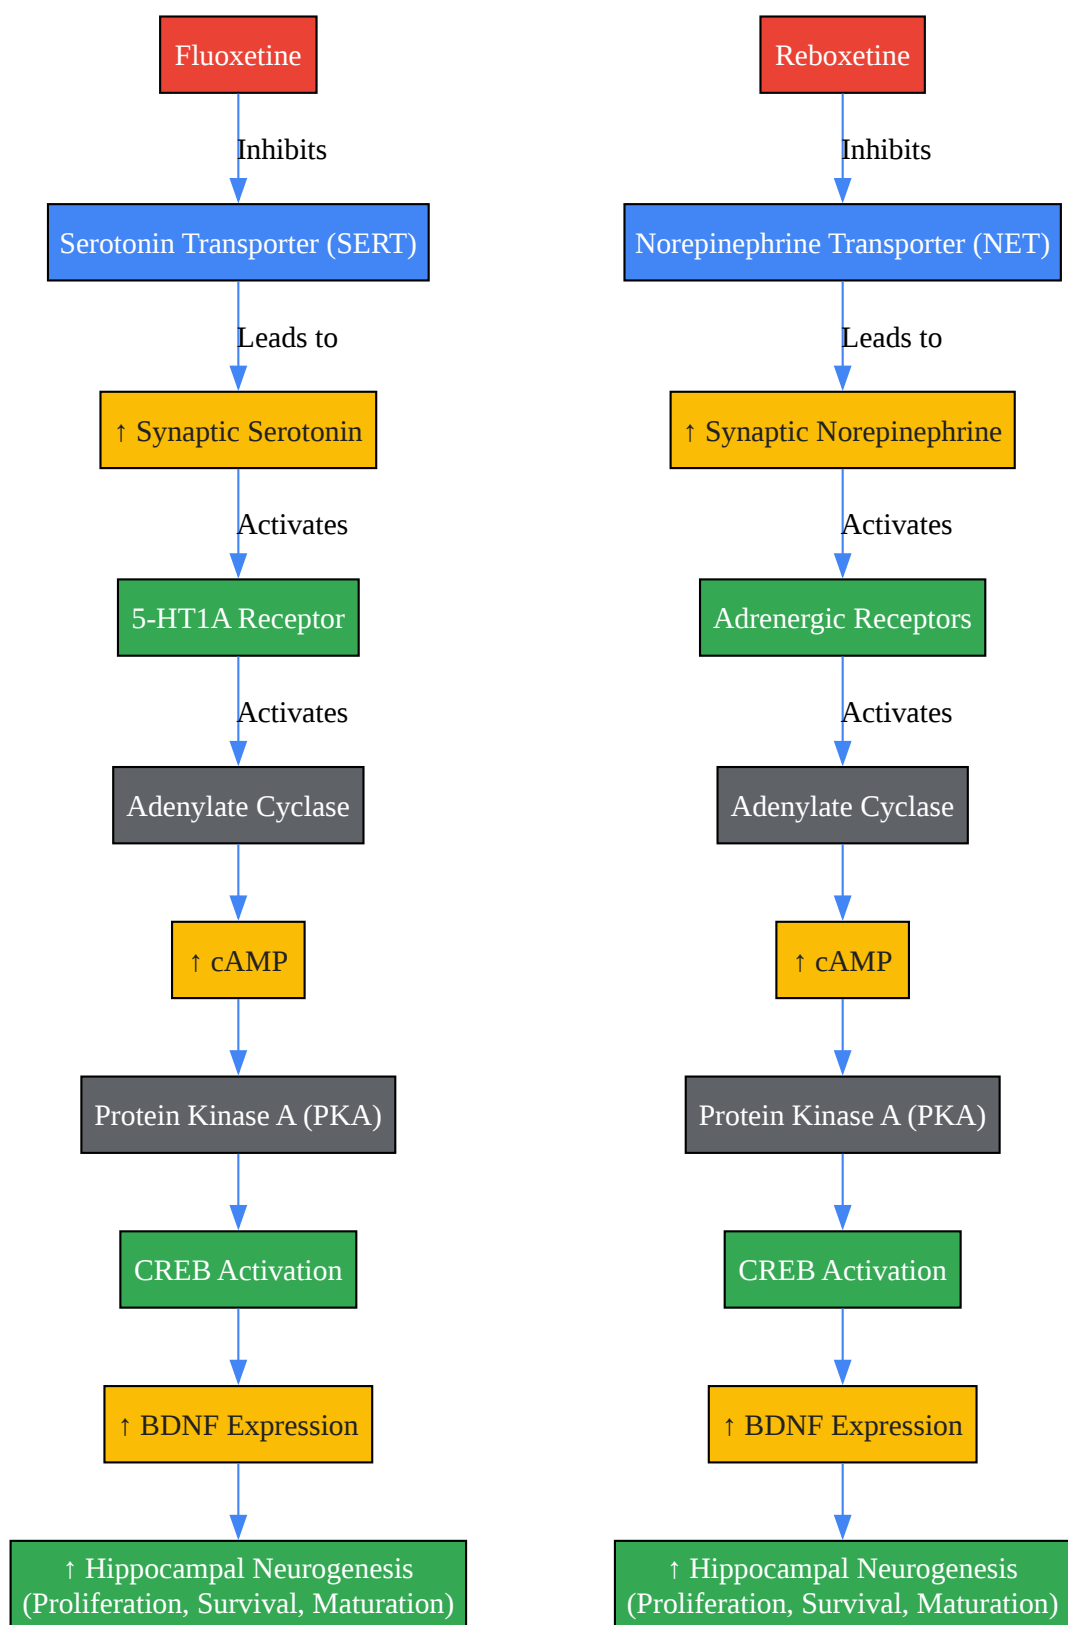 Fluoxetine
Inhibits
Serotonin Transporter (SERT)
Leads to
↑ Synaptic Serotonin
Activates
5-HT1A Receptor
Activates
Adenylate Cyclase
↑ cAMP
Protein Kinase A (PKA)
CREB Activation
↑ BDNF Expression
↑ Hippocampal Neurogenesis
(Proliferation, Survival, Maturation)
Reboxetine
Inhibits
Norepinephrine Transporter (NET)
Leads to
↑ Synaptic Norepinephrine
Activates
Adrenergic Receptors
Activates
Adenylate Cyclase
↑ cAMP
Protein Kinase A (PKA)
CREB Activation
↑ BDNF Expression
↑ Hippocampal Neurogenesis
(Proliferation, Survival, Maturation)